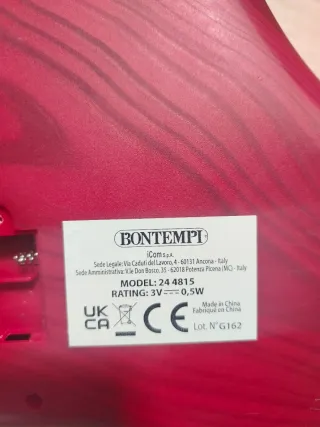 BONTEMPI
iCom S.p.A.
Sede Legale: Via Caduti del Lavoro, 4 - 60131 Ancona - Italy
Sede Amministrativa: V.le Don Bosco, 35 - 62018 Potenza Picena (MC) - Italy
MODEL: 24 4815
RATING: 3V⎓0,5W
UK
CA
CE
Made in China
Fabriqué en China
Lot. N° G162